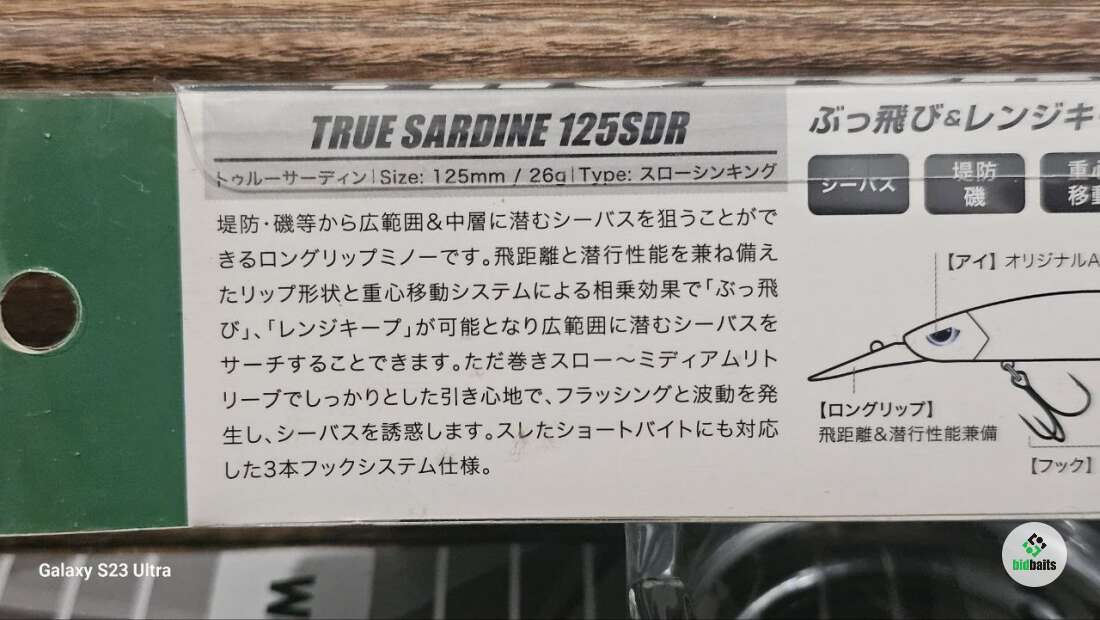 TRUE SARDINE 125SDR
トゥルーサーディン|Size: 125mm / 26g|Type: スローシンキング
堤防・磯等から広範囲&中層に潜むシーバスを狙うことがで
きるロングリップミノーです。飛距離と潜行性能を兼ね備え
たリップ形状と重心移動システムによる相乗効果で「ぶっ飛
び」、「レンジキープ」が可能となり広範囲に潜むシーバスを
サーチすることできます。ただ巻きスロー〜ミディアムリト
リーブでしっかりとした引き心地で、フラッシングと波動を発
生し、シーバスを誘惑します。スレたショートバイトにも対応
した3本フックシステム仕様。
ぶっ飛び&レンジキ
シーバス
堤防
磯
重心
移動
【アイ】オリジナルA
【ロングリップ】
飛距離&潜行性能兼備
【フック】
Galaxy S23 Ultra
bidbaits